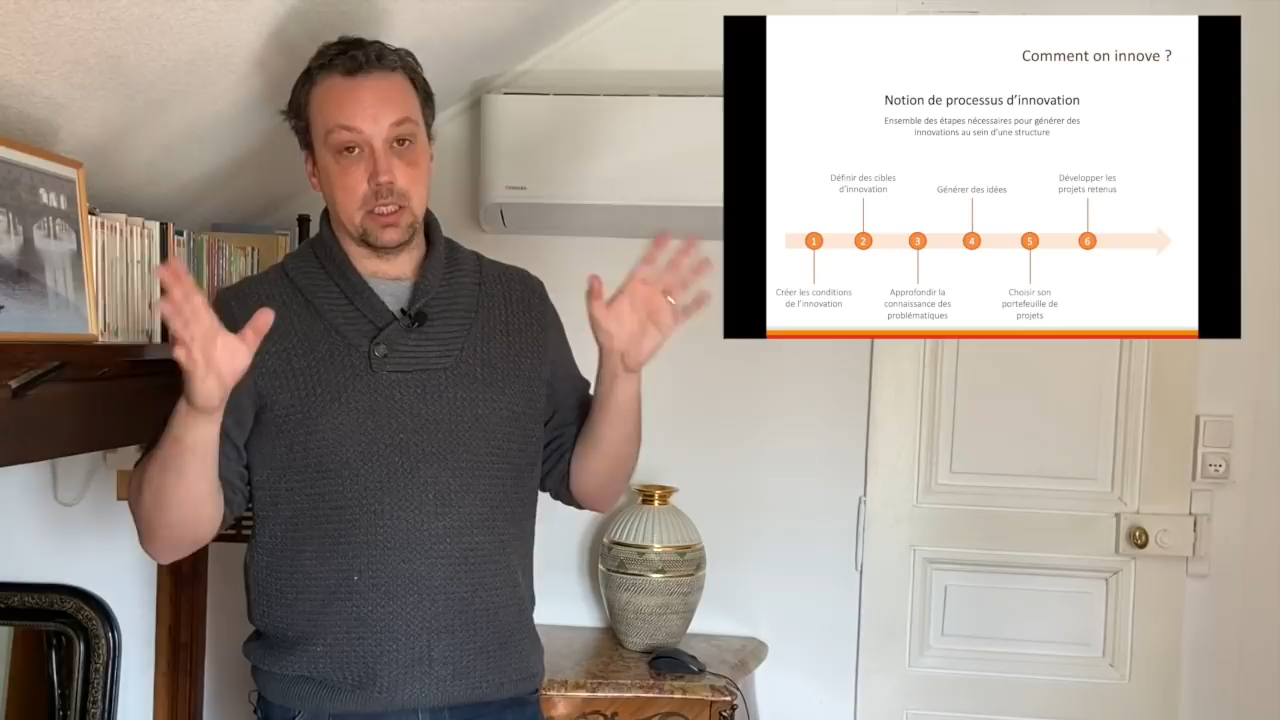 Comment on innove ?
Notion de processus d'innovation
Ensemble des étapes nécessaires pour générer des
innovations au sein d'une structure
Définir des cibles
d'innovation
Générer des idées
Développer les
projets retenus
1
2
3
4
5
6
Créer les conditions
de l'innovation
Approfondir la
connaissance des
problématiques
Choisir son
portefeuille de
projets
TOSHIBA